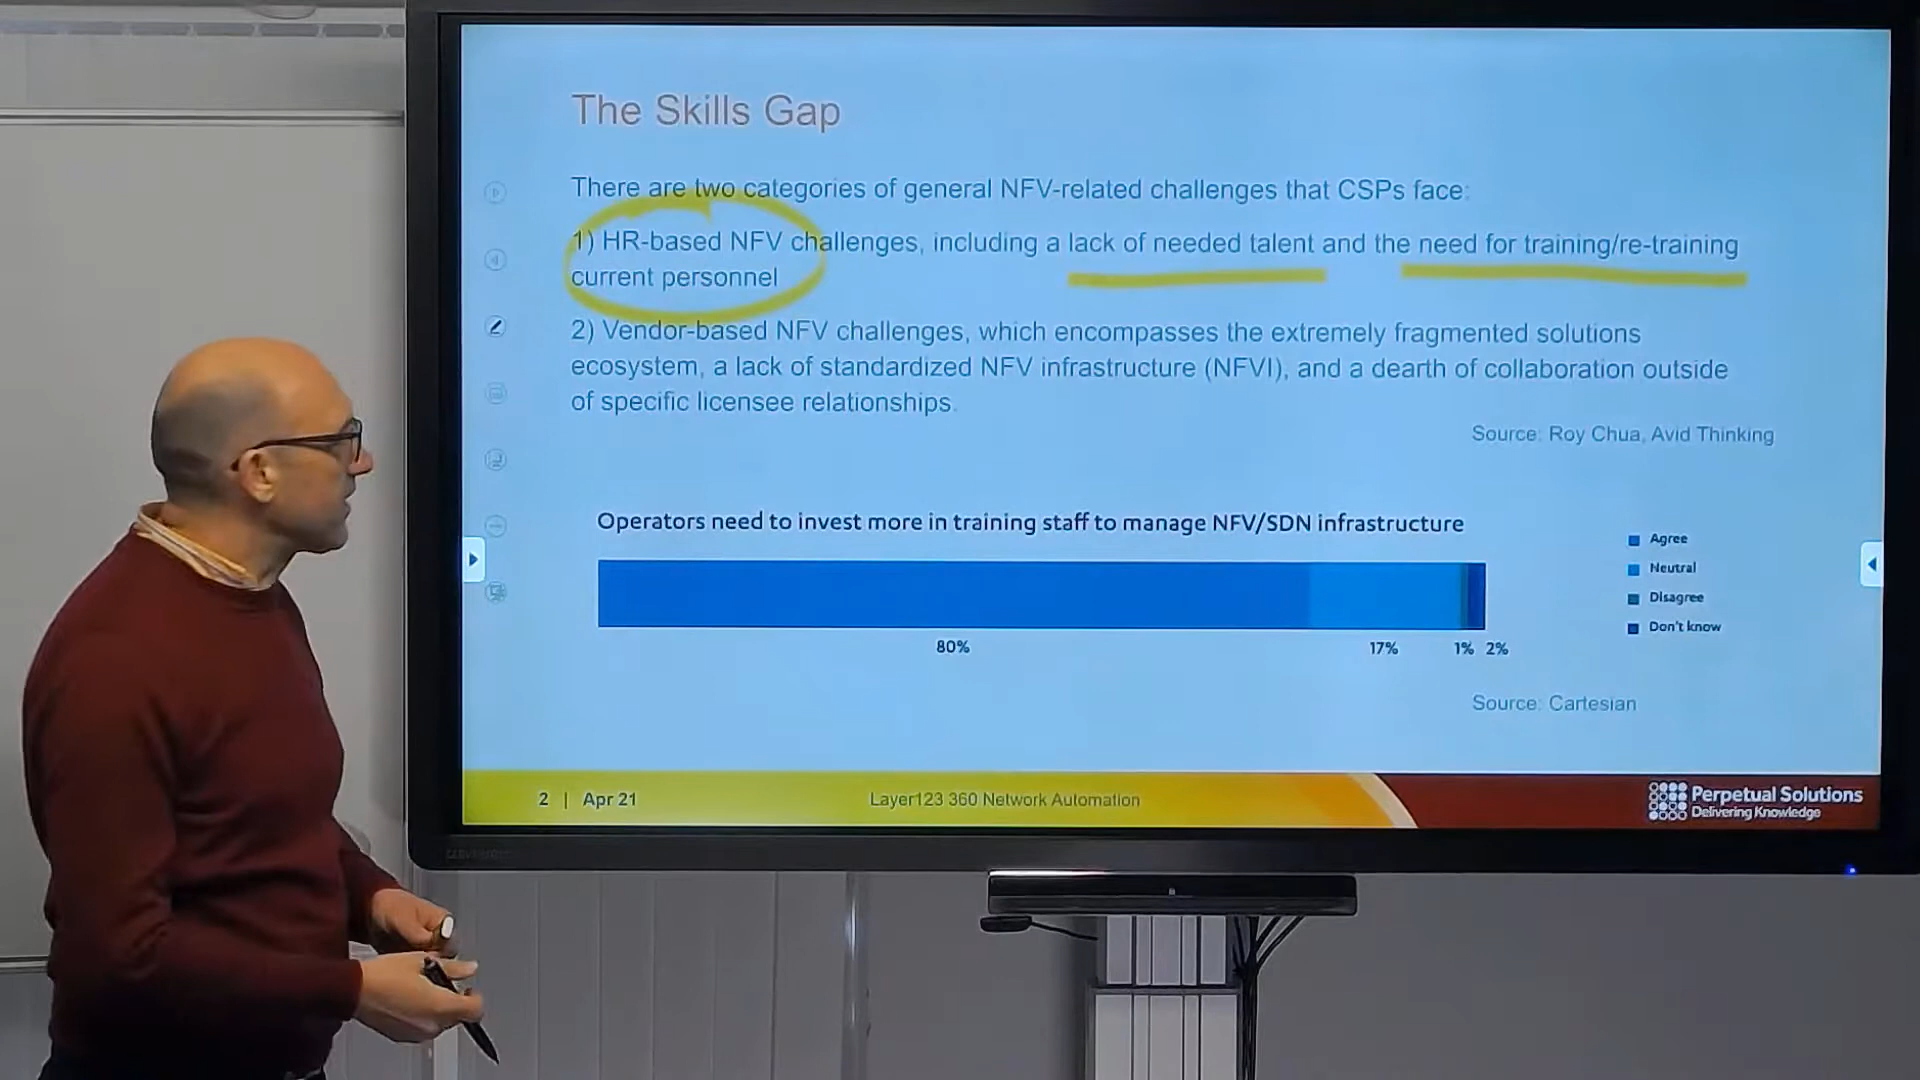 The Skills Gap
There are two categories of general NFV-related challenges that CSPs face:
1) HR-based NFV challenges, including a lack of needed talent and the need for training/re-training
current personnel
2) Vendor-based NFV challenges, which encompasses the extremely fragmented solutions
ecosystem, a lack of standardized NFV infrastructure (NFVI), and a dearth of collaboration outside
of specific licensee relationships.
Source: Roy Chua, Avid Thinking
Operators need to invest more in training staff to manage NFV/SDN infrastructure
Agree
Neutral
Disagree
Don't know
80%
17%
1%
2%
Source: Cartesian
2 | Apr 21
Layer123 360 Network Automation
Perpetual Solutions
Delivering Knowledge